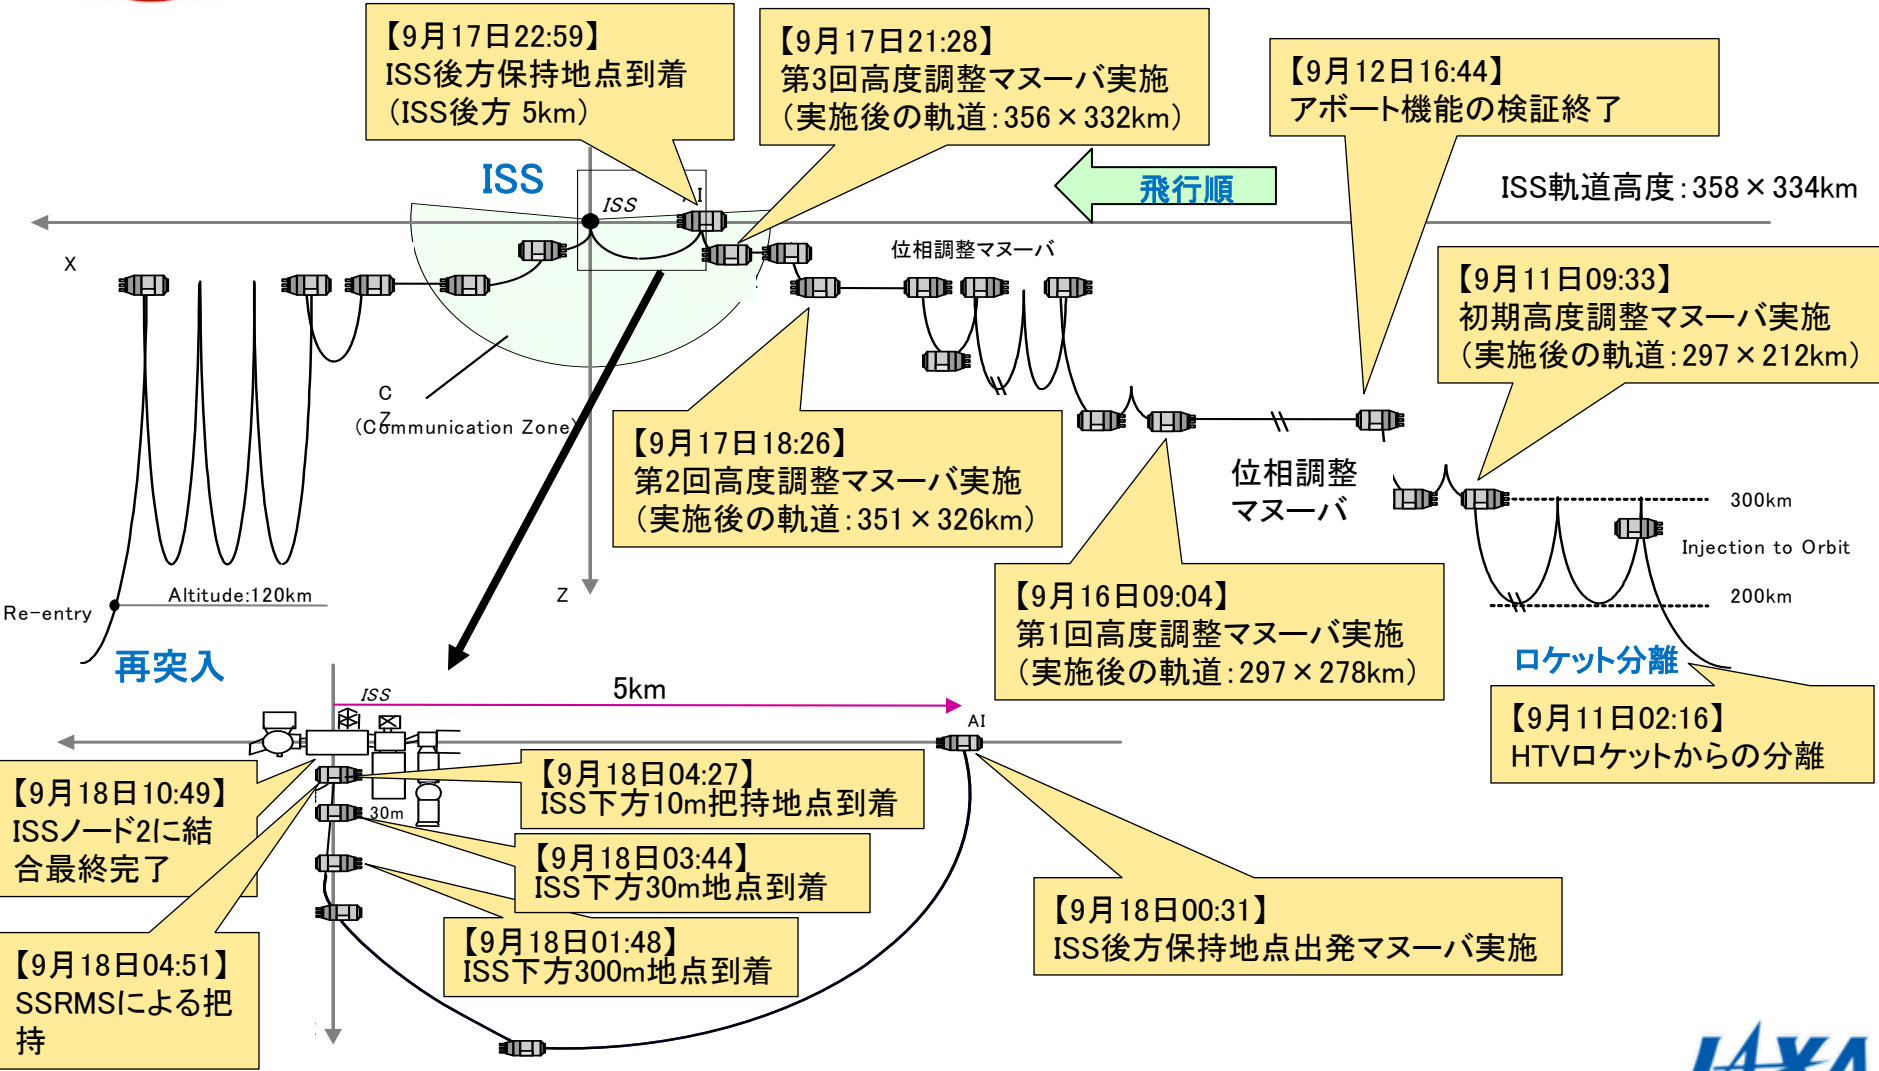 【9月17日22:59】
ISS後方保持地点到着
（ISS後方 5km）
【9月17日21:28】
第3回高度調整マヌーバ実施
（実施後の軌道：356×332km）
【9月12日16:44】
アボート機能の検証終了
ISS
ISS
飛行順
ISS軌道高度：358×334km
X
位相調整マヌーバ
【9月11日09:33】
初期高度調整マヌーバ実施
（実施後の軌道：297×212km）
C
Z
(Communication Zone)
【9月17日18:26】
第2回高度調整マヌーバ実施
（実施後の軌道：351×326km）
位相調整
マヌーバ
300km
Injection to Orbit
200km
Z
Altitude:120km
Re-entry
再突入
【9月16日09:04】
第1回高度調整マヌーバ実施
（実施後の軌道：297×278km）
ロケット分離
【9月11日02:16】
HTVロケットからの分離
ISS
5km
AI
【9月18日10:49】
ISSノード2に結
合最終完了
30m
【9月18日04:27】
ISS下方10m把持地点到着
【9月18日03:44】
ISS下方30m地点到着
【9月18日01:48】
ISS下方300m地点到着
【9月18日00:31】
ISS後方保持地点出発マヌーバ実施
【9月18日04:51】
SSRMSによる把
持
JAXA